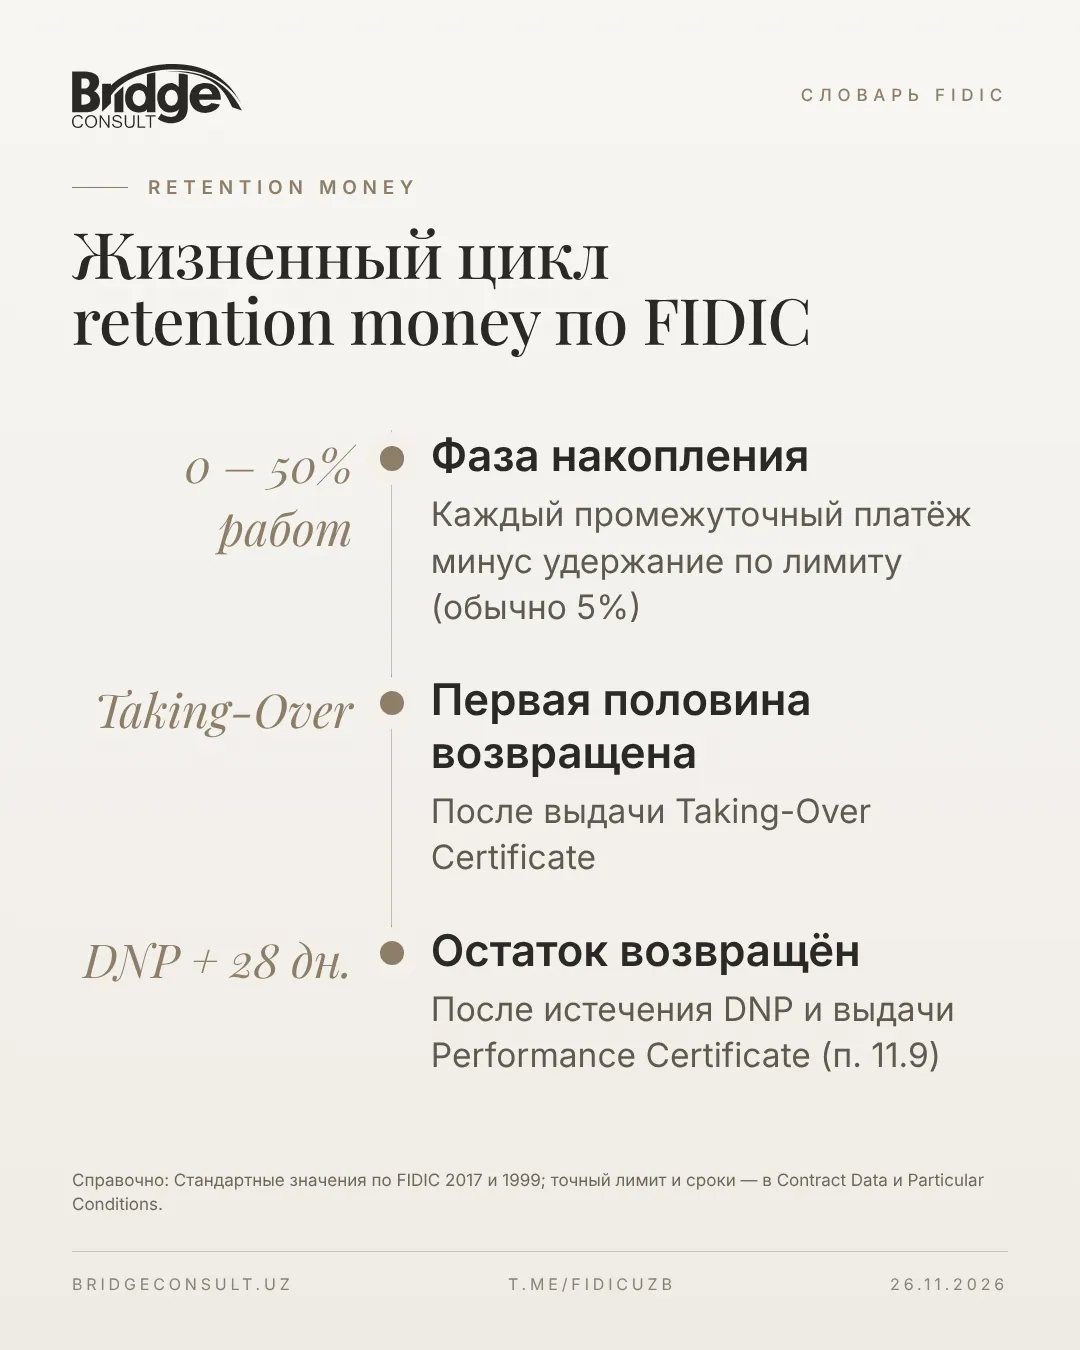 Bridge
CONSULT
СЛОВАРЬ FIDIC
RETENTION MONEY
Жизненный цикл
retention money по FIDIC
0 – 50%
работ
Фаза накопления
Каждый промежуточный платёж
минус удержание по лимиту
(обычно 5%)
Taking-Over
Первая половина
возвращена
После выдачи Taking-Over
Certificate
DNP + 28 дн.
Остаток возвращён
После истечения DNP и выдачи
Performance Certificate (п. 11.9)
Справочно: Стандартные значения по FIDIC 2017 и 1999; точный лимит и сроки — в Contract Data и Particular
Conditions.
BRIDGECONSULT.UZ
T.ME/FIDICUZB
26.11.2026